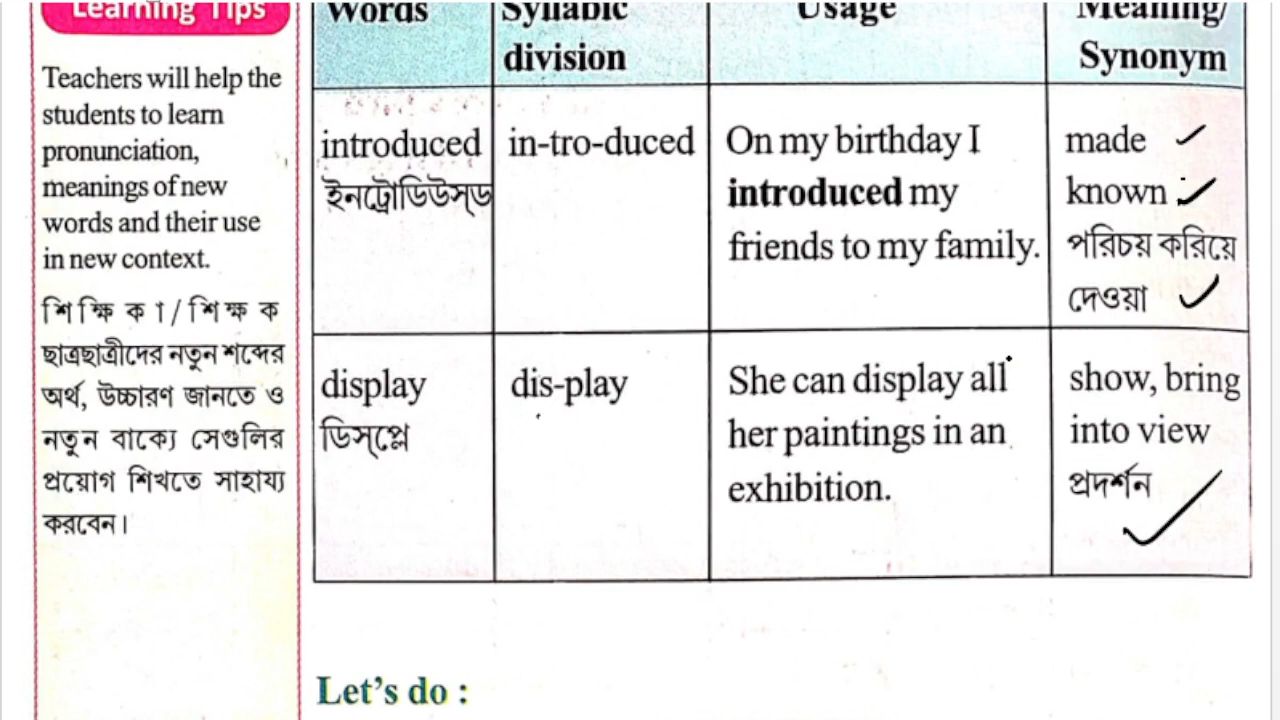 Learning Tips
Teachers will help the
students to learn
pronunciation,
meanings of new
words and their use
in new context.
শিক্ষিকা/শিক্ষক
ছাত্রছাত্রীদের নতুন শব্দের
অর্থ, উচ্চারণ জানতে ও
নতুন বাক্যে সেগুলির
প্রয়োগ শিখতে সাহায্য
করবেন।
Words
Syllabic
division
Usage
Meaning/
Synonym
introduced
ইনট্রোডিউস্‌ড
in-tro-duced
On my birthday I
introduced my
friends to my family.
made
known
পরিচয় করিয়ে
দেওয়া
display
ডিস্‌প্লে
dis-play
She can display all
her paintings in an
exhibition.
show, bring
into view
প্রদর্শন
Let's do :